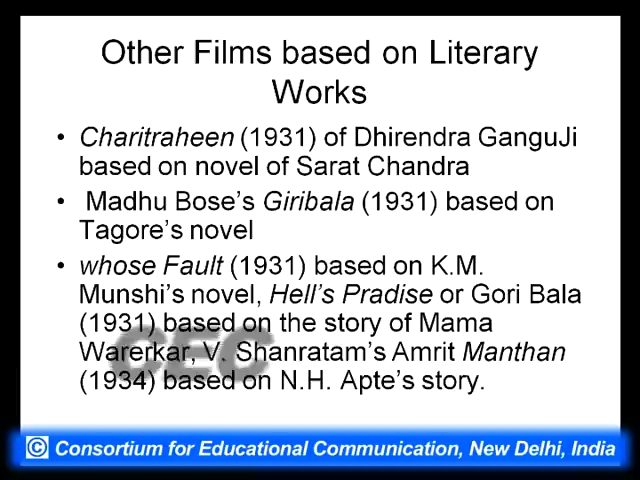 Other Films based on Literary
Works
• Charitraheen (1931) of Dhirendra GanguJi
based on novel of Sarat Chandra
• Madhu Bose's Giribala (1931) based on
Tagore's novel
• whose Fault (1931) based on K.M.
Munshi's novel, Hell's Pradise or Gori Bala
(1931) based on the story of Mama
Warerkar, V. Shanratam's Amrit Manthan
(1934) based on N.H. Apte's story.
CEC
© Consortium for Educational Communication, New Delhi, India